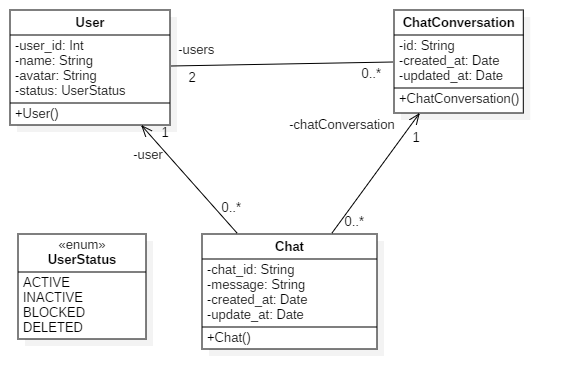 User
-user_id: Int
-name: String
-avatar: String
-status: UserStatus
+User()
-users
2
0..*
ChatConversation
-id: String
-created_at: Date
-updated_at: Date
+ChatConversation()
1
-user
0..*
-chatConversation
1
0..*
«enum»
UserStatus
ACTIVE
INACTIVE
BLOCKED
DELETED
Chat
-chat_id: String
-message: String
-created_at: Date
-update_at: Date
+Chat()